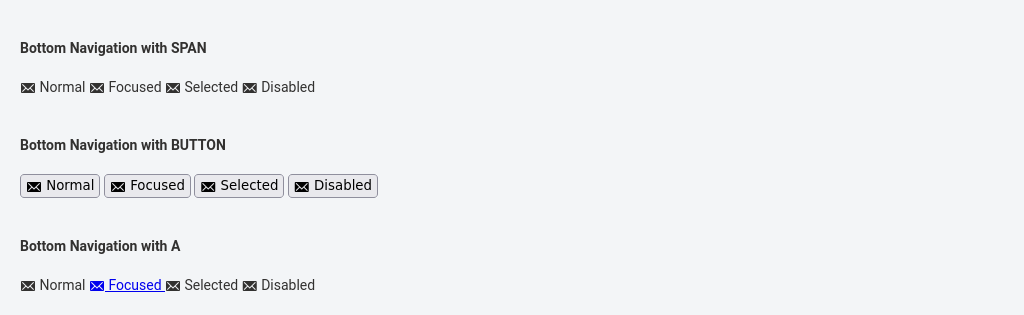 Bottom Navigation with SPAN
Normal Focused Selected Disabled
Bottom Navigation with BUTTON
Normal Focused Selected Disabled
Bottom Navigation with A
Normal Focused Selected Disabled